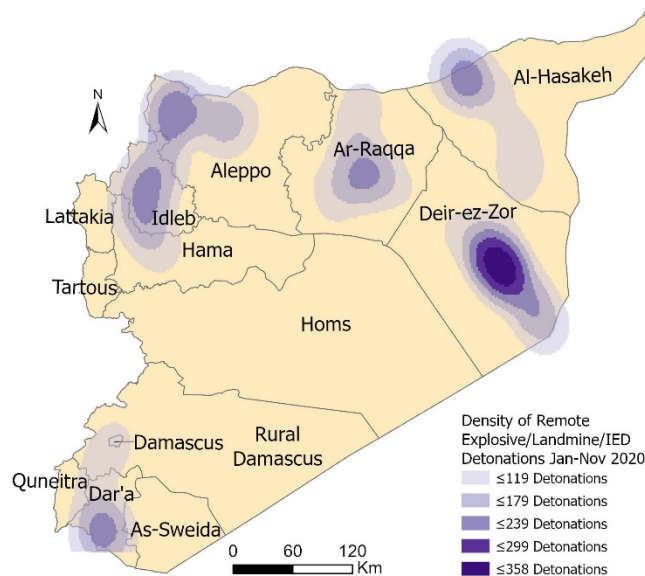 N
Al-Hasakeh
Ar-Raqqa
Aleppo
Deir-ez-Zor
Lattakia
Idleb
Hama
Tartous
Homs
Damascus
Rural
Damascus
Quneitra
Dar'a
As-Sweida
0 60 120
Km
Density of Remote
Explosive/Landmine/IED
Detonations Jan-Nov 2020
≤119 Detonations
≤179 Detonations
≤239 Detonations
≤299 Detonations
≤358 Detonations